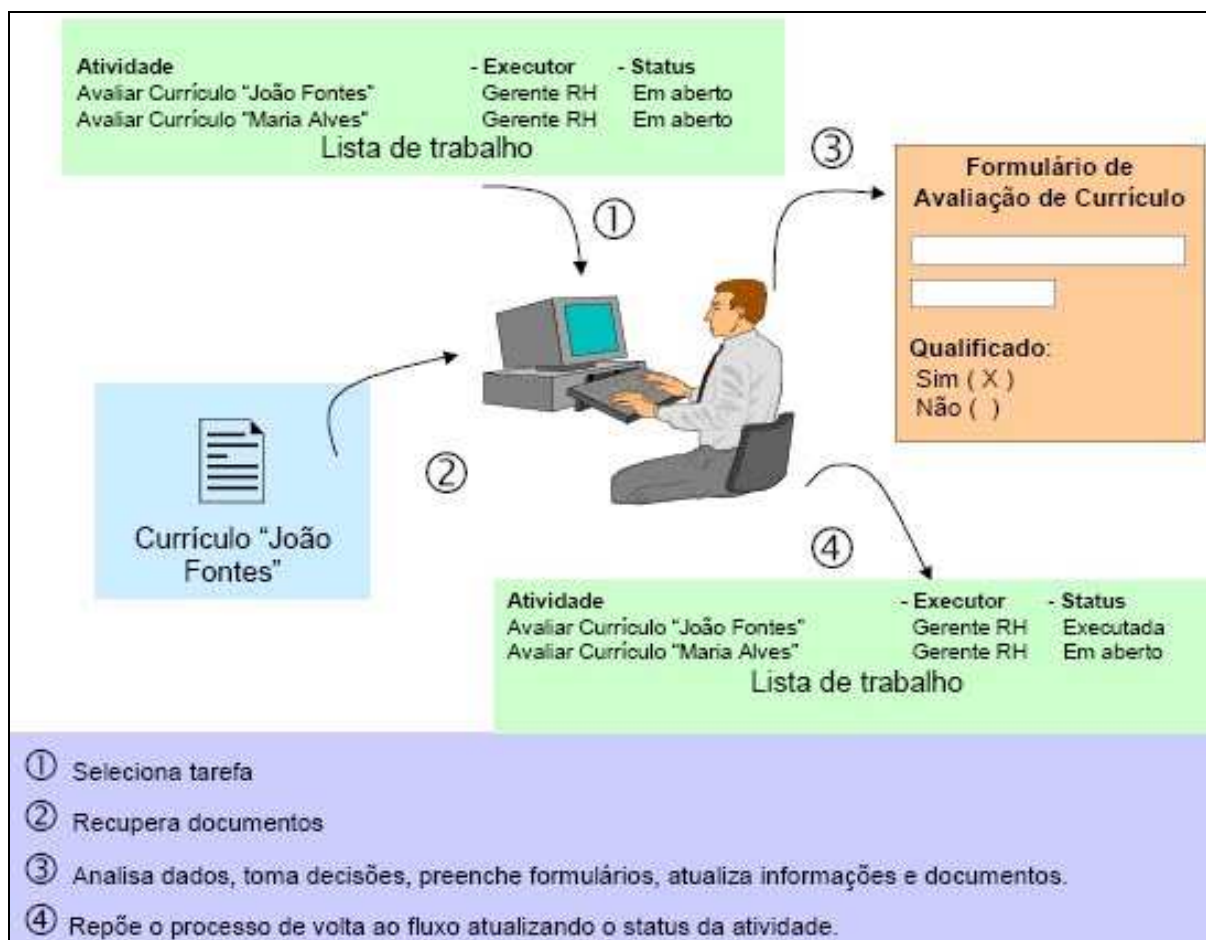 Atividade - Executor - Status
Avaliar Currículo "João Fontes" Gerente RH Em aberto
Avaliar Currículo "Maria Alves" Gerente RH Em aberto
Lista de trabalho
①
③
Formulário de
Avaliação de Currículo
Qualificado:
Sim ( X )
Não ( )
②
Currículo "João
Fontes"
④
Atividade - Executor - Status
Avaliar Currículo "João Fontes" Gerente RH Executada
Avaliar Currículo "Maria Alves" Gerente RH Em aberto
Lista de trabalho
① Seleciona tarefa
② Recupera documentos
③ Analisa dados, toma decisões, preenche formulários, atualiza informações e documentos.
④ Repõe o processo de volta ao fluxo atualizando o status da atividade.